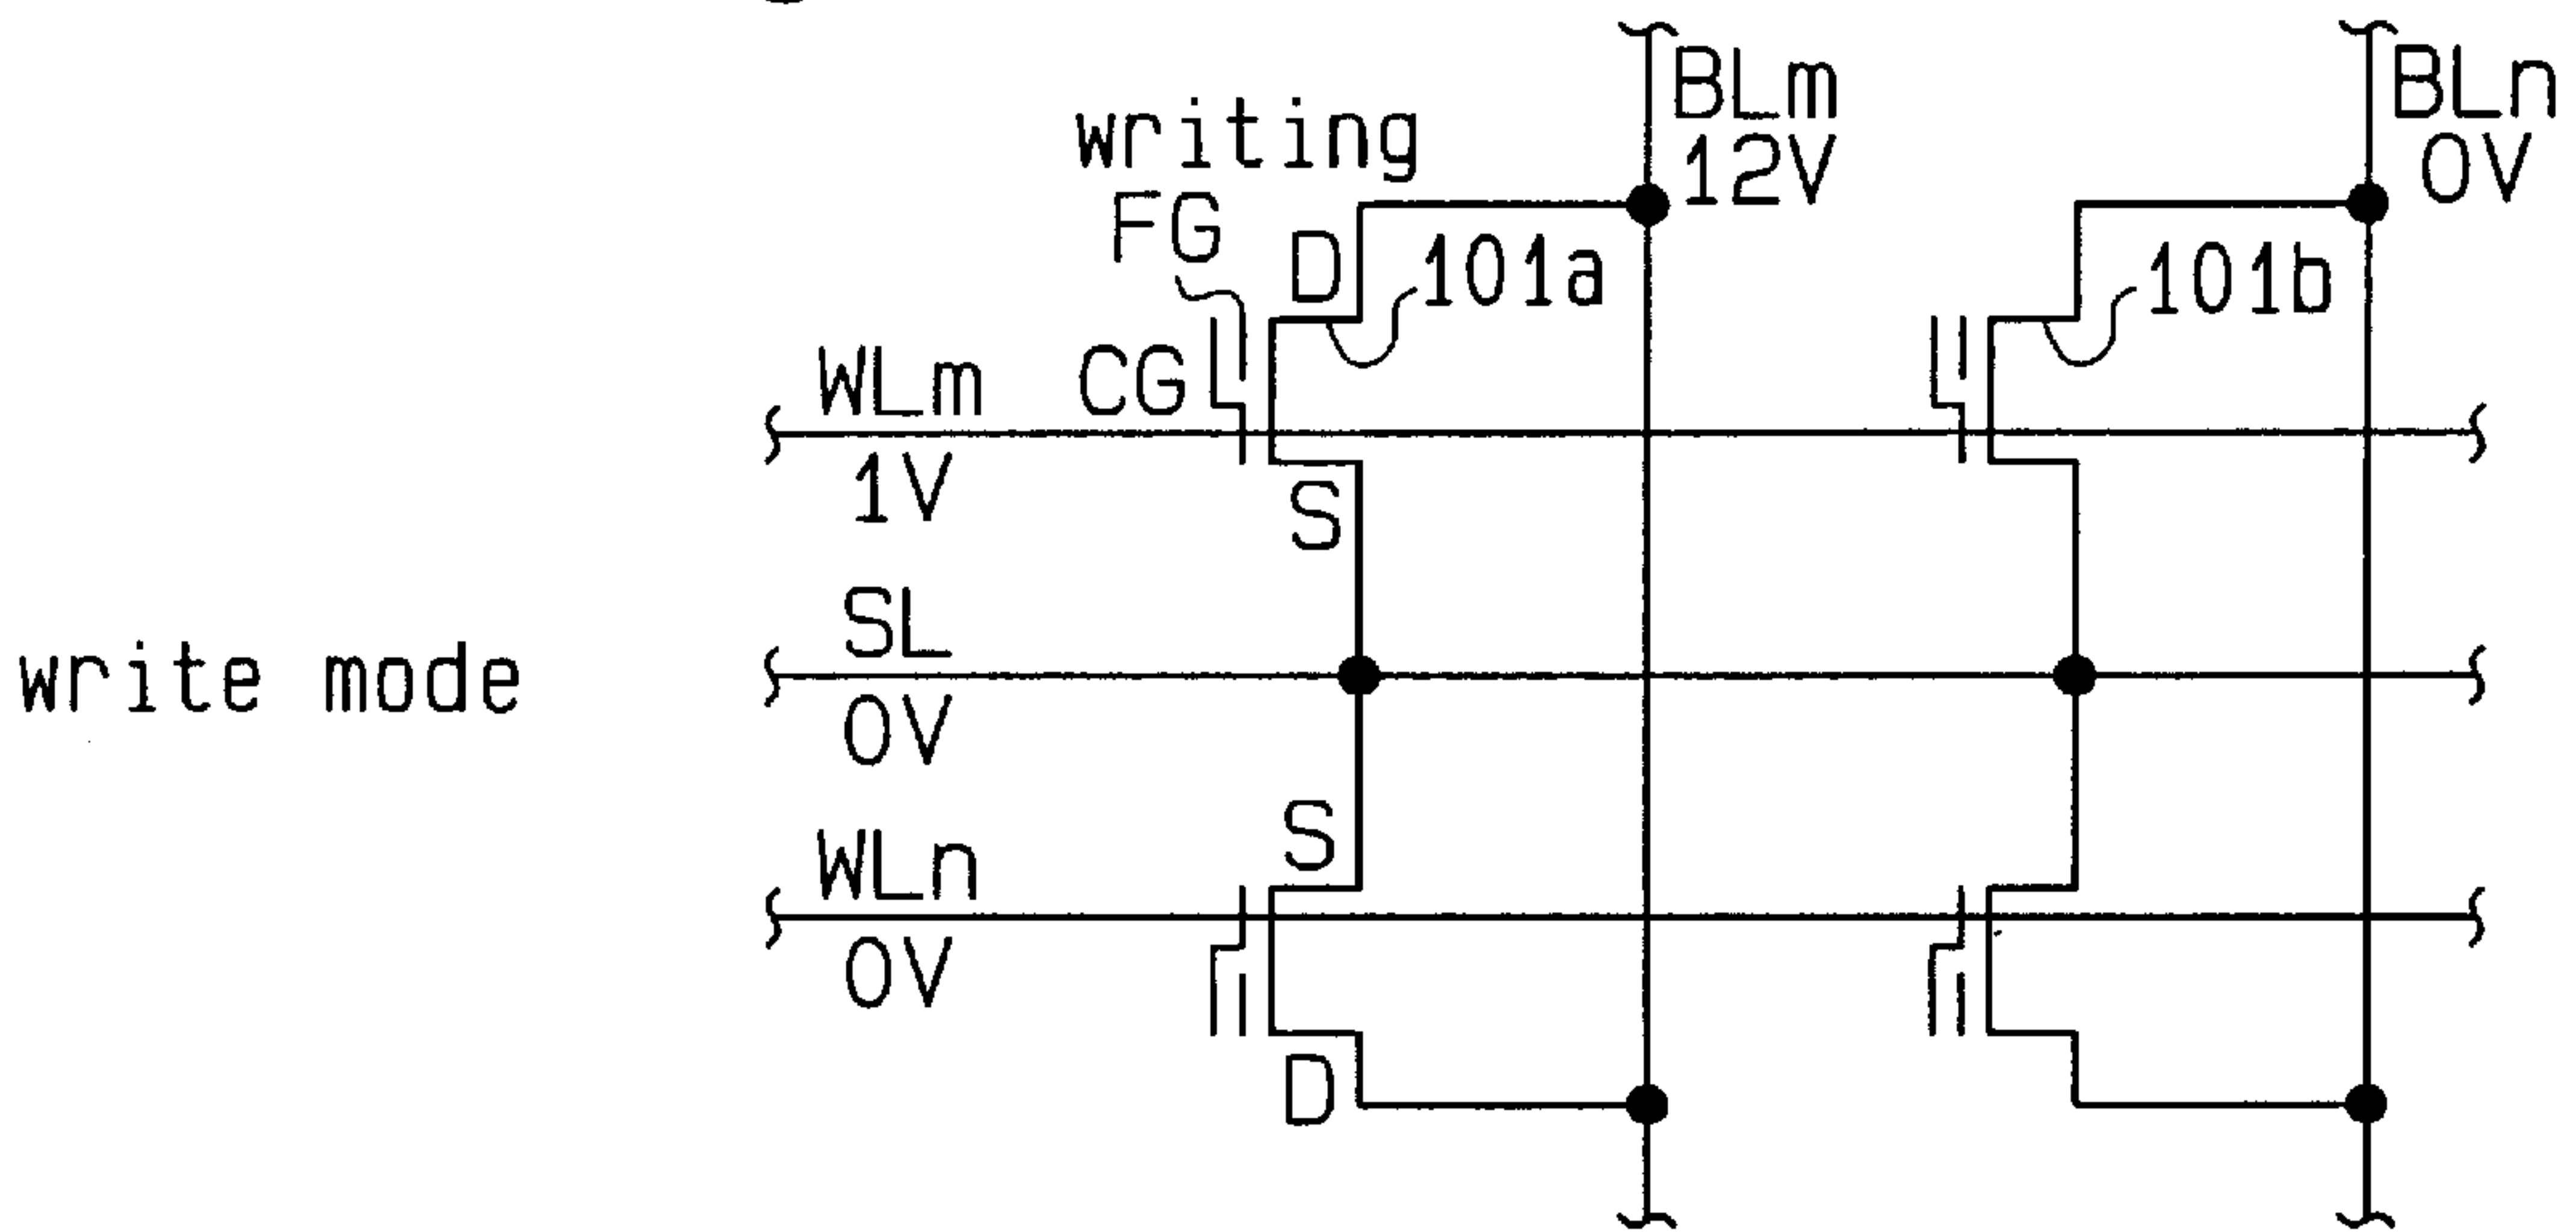 BLm
12V
BLn
0V
writing
FG
D
101a
101b
WLm
CG
1V
S
SL
0V
write mode
S
WLn
0V
D